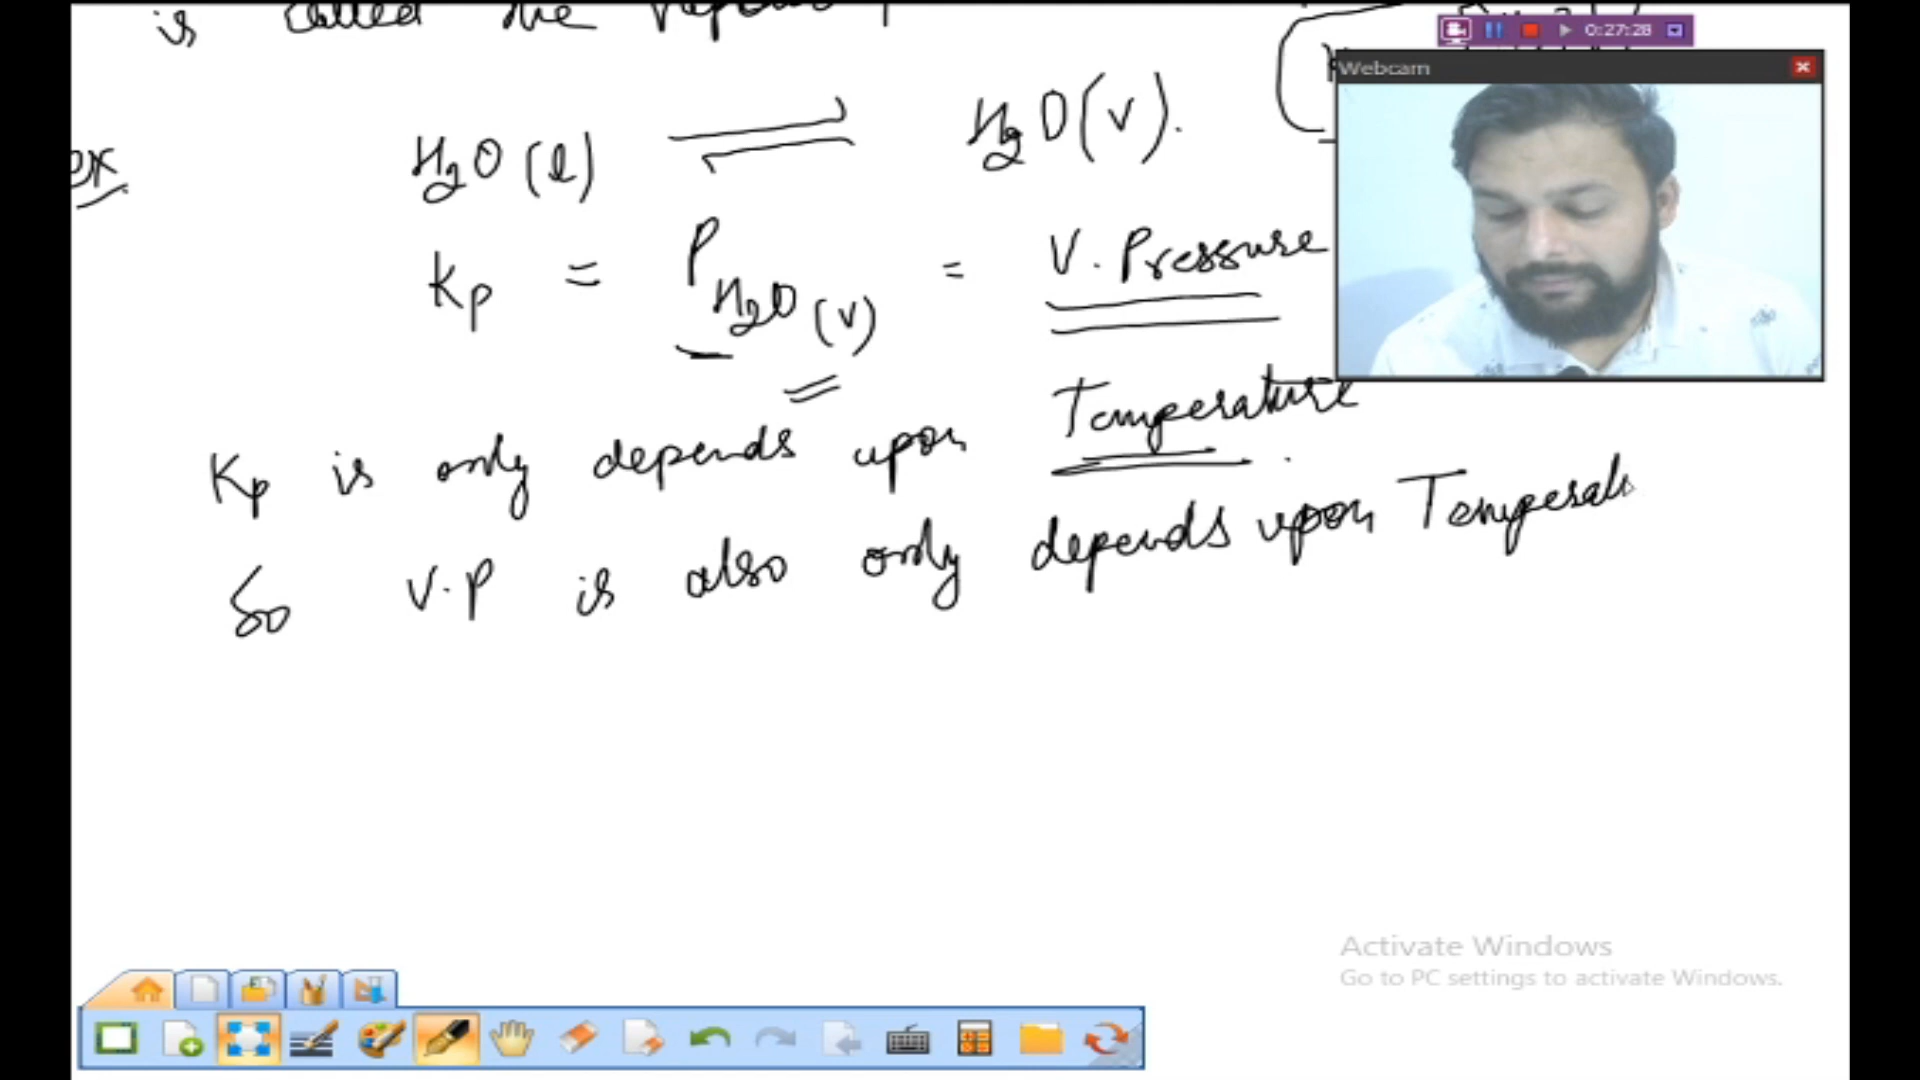 is called the
0:27:28
Webcam
ex
H2O (l) ⇌ H2O(v).
Kp = P H2O (v) = V. Pressure
Kp is only depends upon Temperature.
So V.P is also only depends upon Temperat
Activate Windows
Go to PC settings to activate Windows.